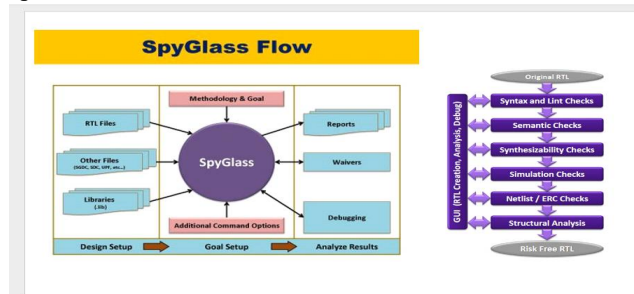 SpyGlass Flow
Methodology & Goal
RTL Files
Other Files
(SGDC, SDC, UPF, etc...)
Libraries
(.lib)
SpyGlass
Reports
Waivers
Debugging
Additional Command Options
Design Setup
Goal Setup
Analyze Results
Original RTL
GUI (RTL Creation, Analysis, Debug)
Syntax and Lint Checks
Semantic Checks
Synthesizability Checks
Simulation Checks
Netlist / ERC Checks
Structural Analysis
Risk Free RTL